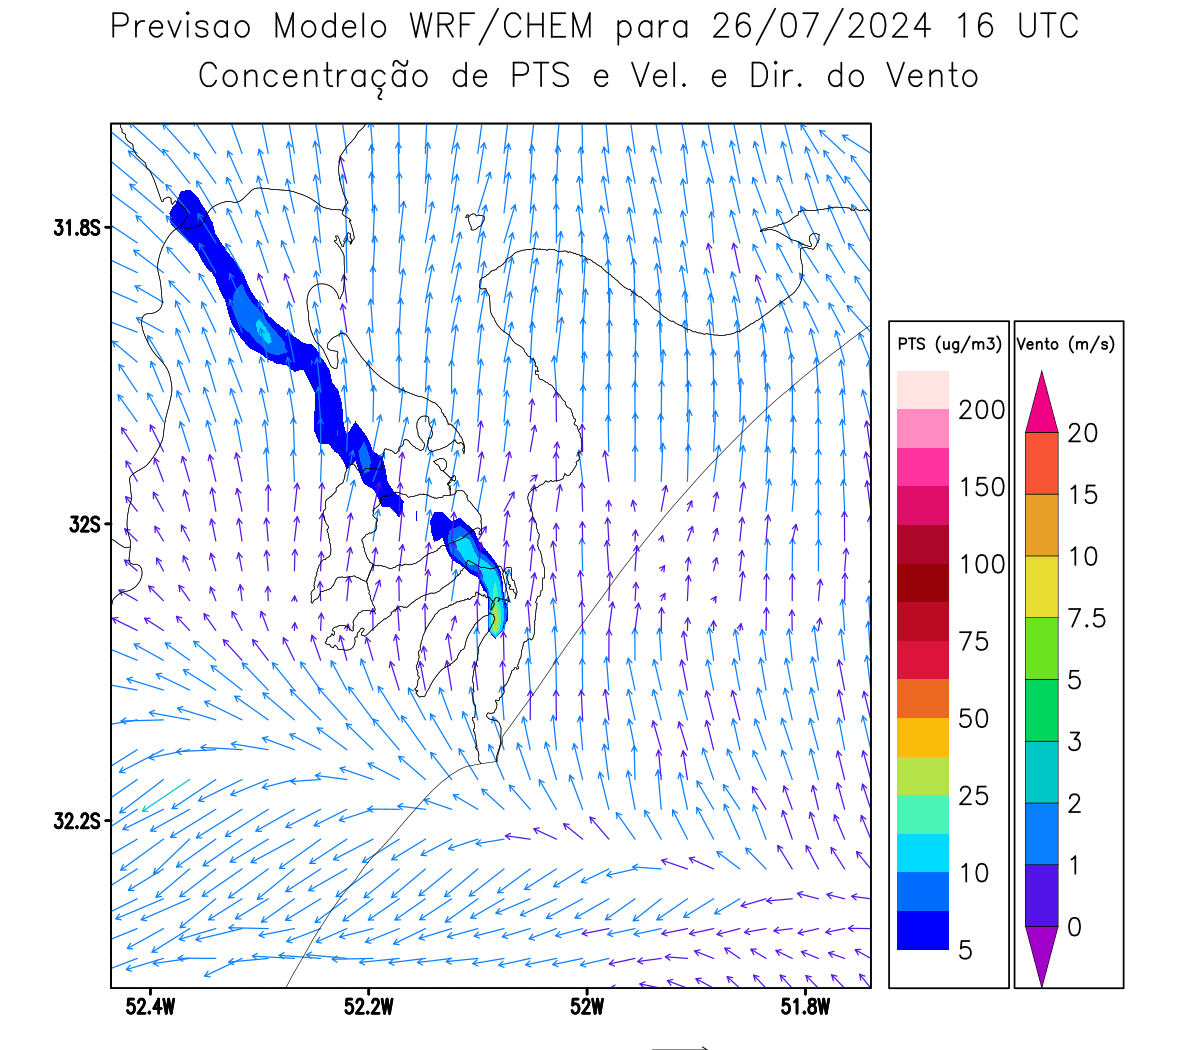 Previsao Modelo WRF/CHEM para 26/07/2024 16 UTC
Concentração de PTS e Vel. e Dir. do Vento
31.8S
32S
32.2S
52.4W 52.2W 52W 51.8W
PTS (ug/m3)
200
150
100
75
50
25
10
5
Vento (m/s)
20
15
10
7.5
5
3
2
1
0